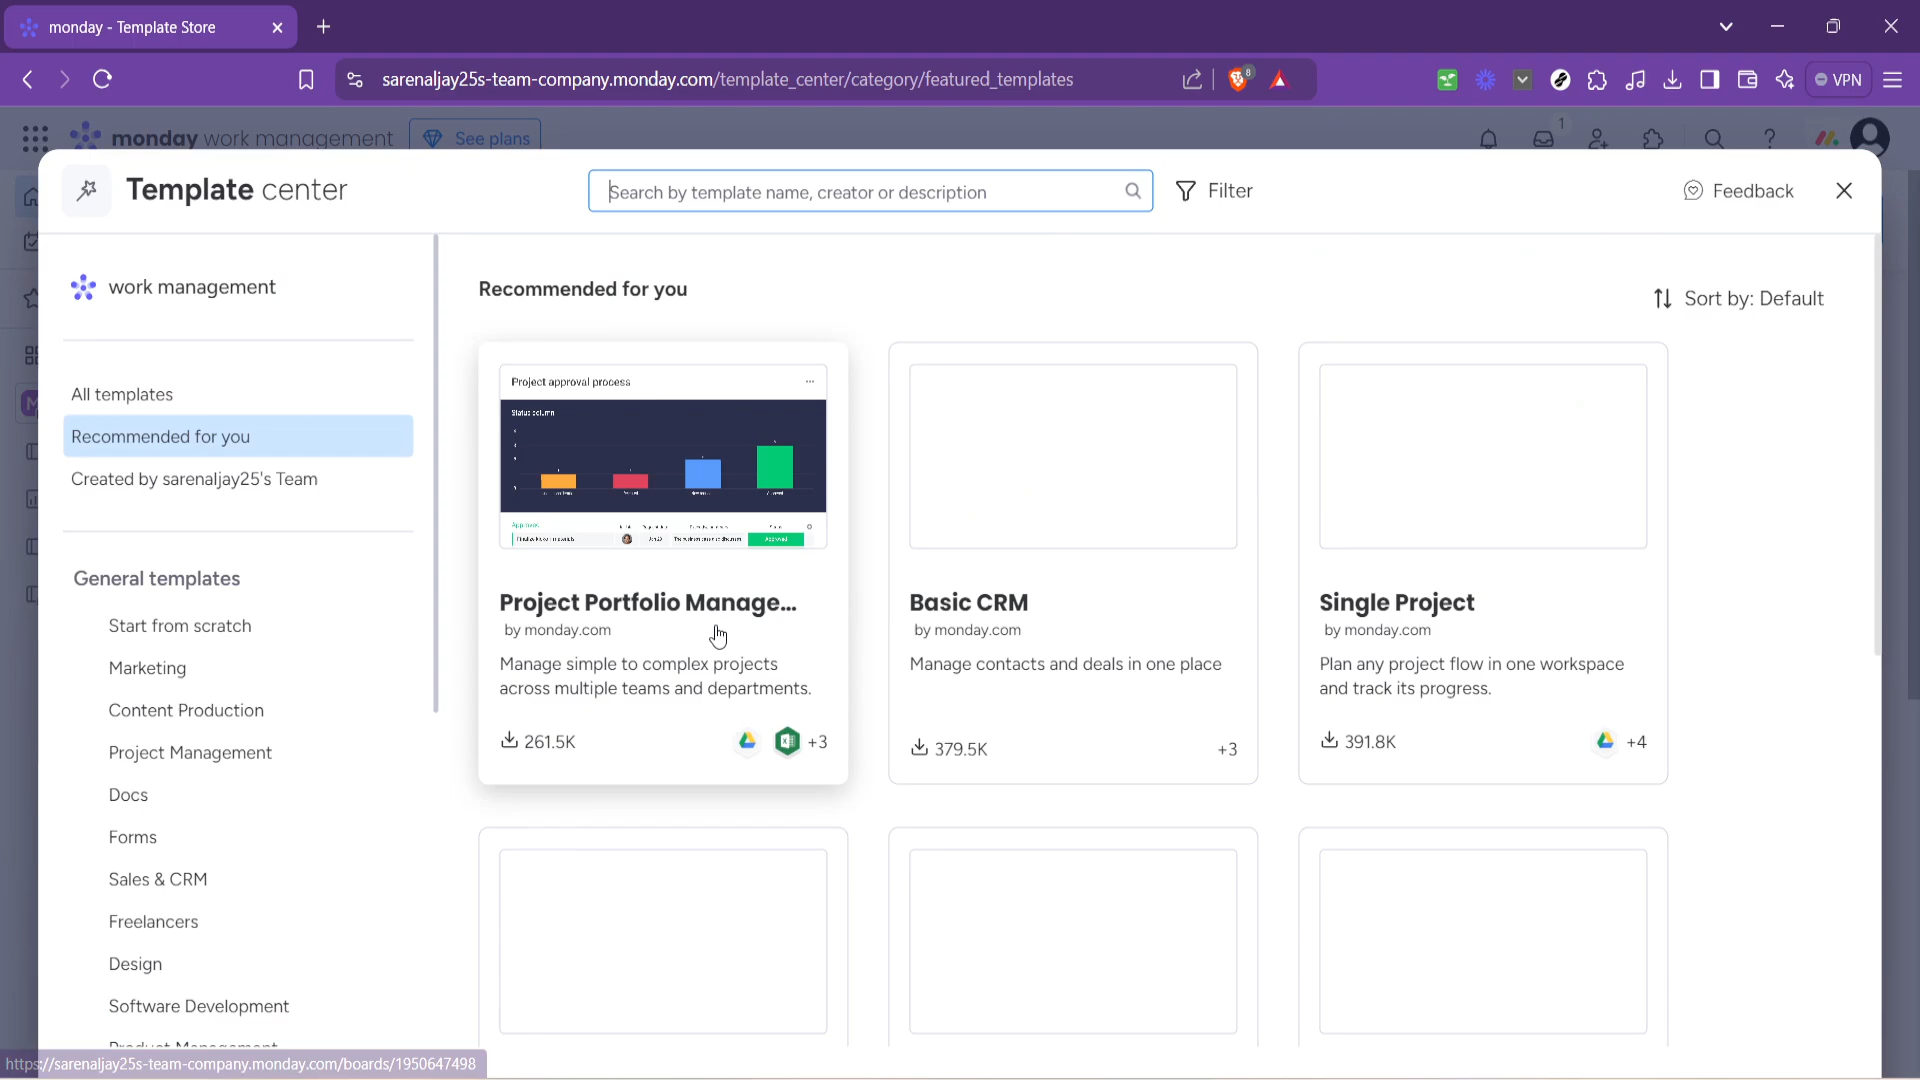 monday - Template Store
sarenaljay25s-team-company.monday.com/template_center/category/featured_templates
8
VPN
monday work management
See plans
1
Template center
Search by template name, creator or description
Filter
Feedback
work management
Recommended for you
Sort by: Default
All templates
Recommended for you
Created by sarenaljay25's Team
General templates
Start from scratch
Marketing
Content Production
Project Management
Docs
Forms
Sales & CRM
Freelancers
Design
Software Development
Product Management
Project approval process
Status column
Project Portfolio Manage...
by monday.com
Manage simple to complex projects
across multiple teams and departments.
261.5K
+3
Basic CRM
by monday.com
Manage contacts and deals in one place
379.5K
+3
Single Project
by monday.com
Plan any project flow in one workspace
and track its progress.
391.8K
+4
https://sarenaljay25s-team-company.monday.com/boards/1950647498